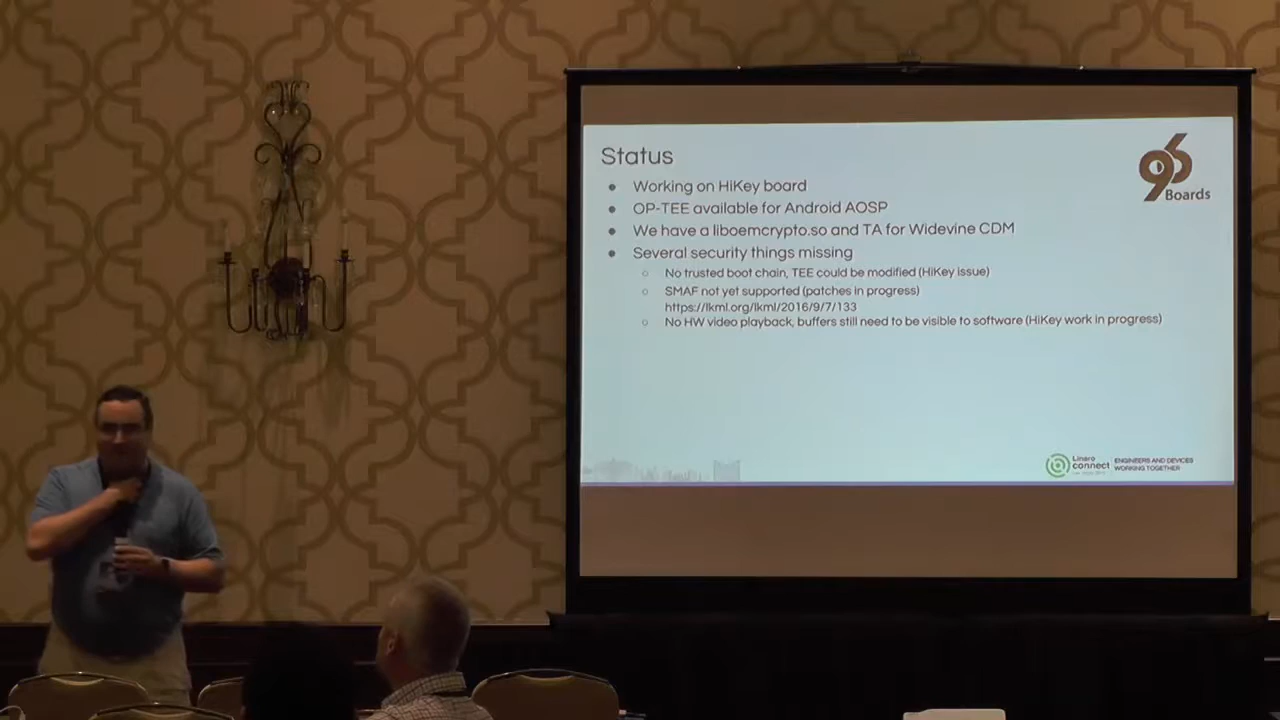 Status
96
Boards
● Working on HiKey board
● OP-TEE available for Android AOSP
● We have a liboemcrypto.so and TA for Widevine CDM
● Several security things missing
○ No trusted boot chain, TEE could be modified (HiKey issue)
○ SMAF not yet supported (patches in progress)
https://lkml.org/lkml/2016/9/7/133
○ No HW video playback, buffers still need to be visible to software (HiKey work in progress)
Linaro
connect
ENGINEERS AND DEVICES
WORKING TOGETHER